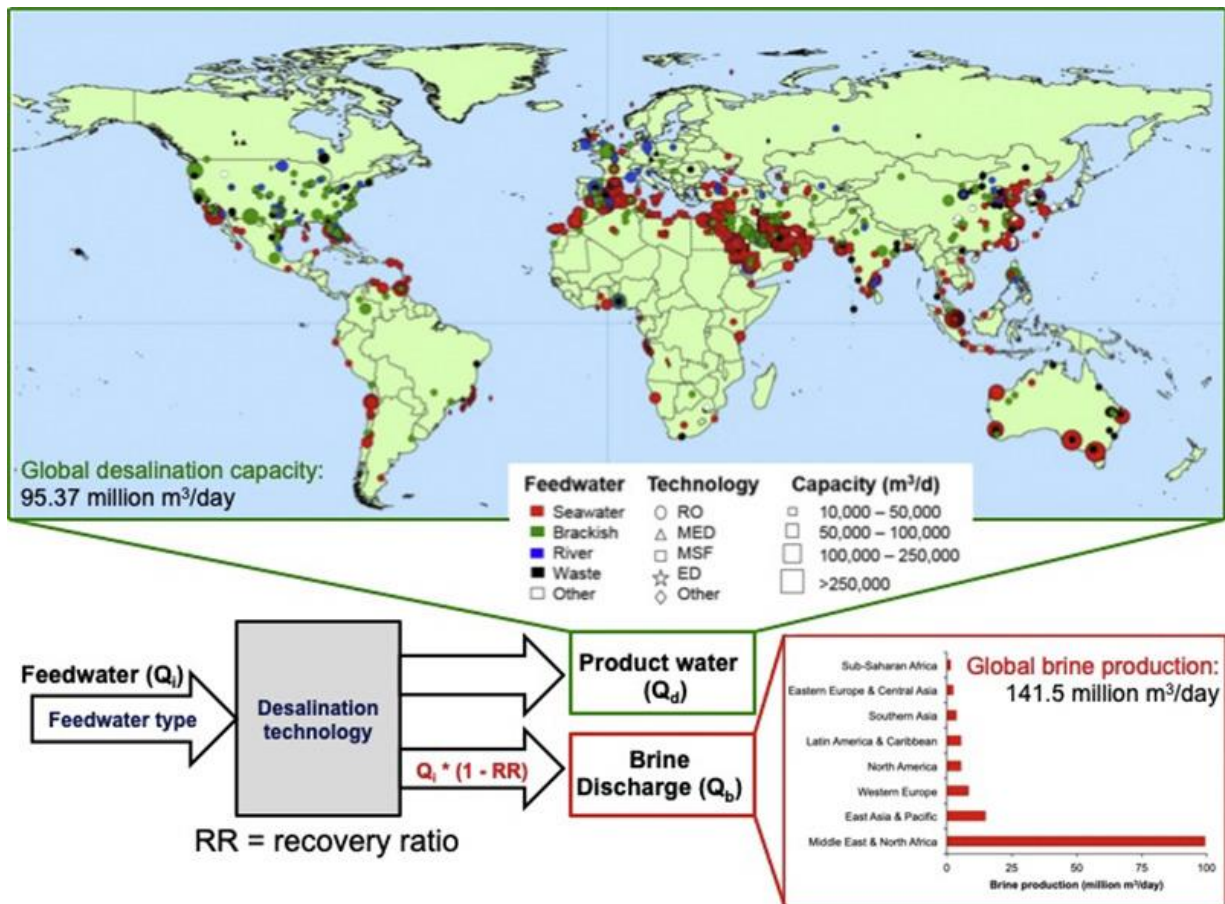 Global desalination capacity:
95.37 million m³/day
Feedwater
Seawater
Brackish
River
Waste
Other
Technology
RO
MED
MSF
ED
Other
Capacity (m³/d)
10,000 – 50,000
50,000 – 100,000
100,000 – 250,000
>250,000
Feedwater (Qᵢ)
Feedwater type
Desalination
technology
Product water
(Q_d)
Qᵢ * (1 - RR)
Brine
Discharge (Q_b)
RR = recovery ratio
Global brine production:
141.5 million m³/day
Sub-Saharan Africa
Eastern Europe & Central Asia
Southern Asia
Latin America & Caribbean
North America
Western Europe
East Asia & Pacific
Middle East & North Africa
0 25 50 75 100
Brine production (million m³/day)